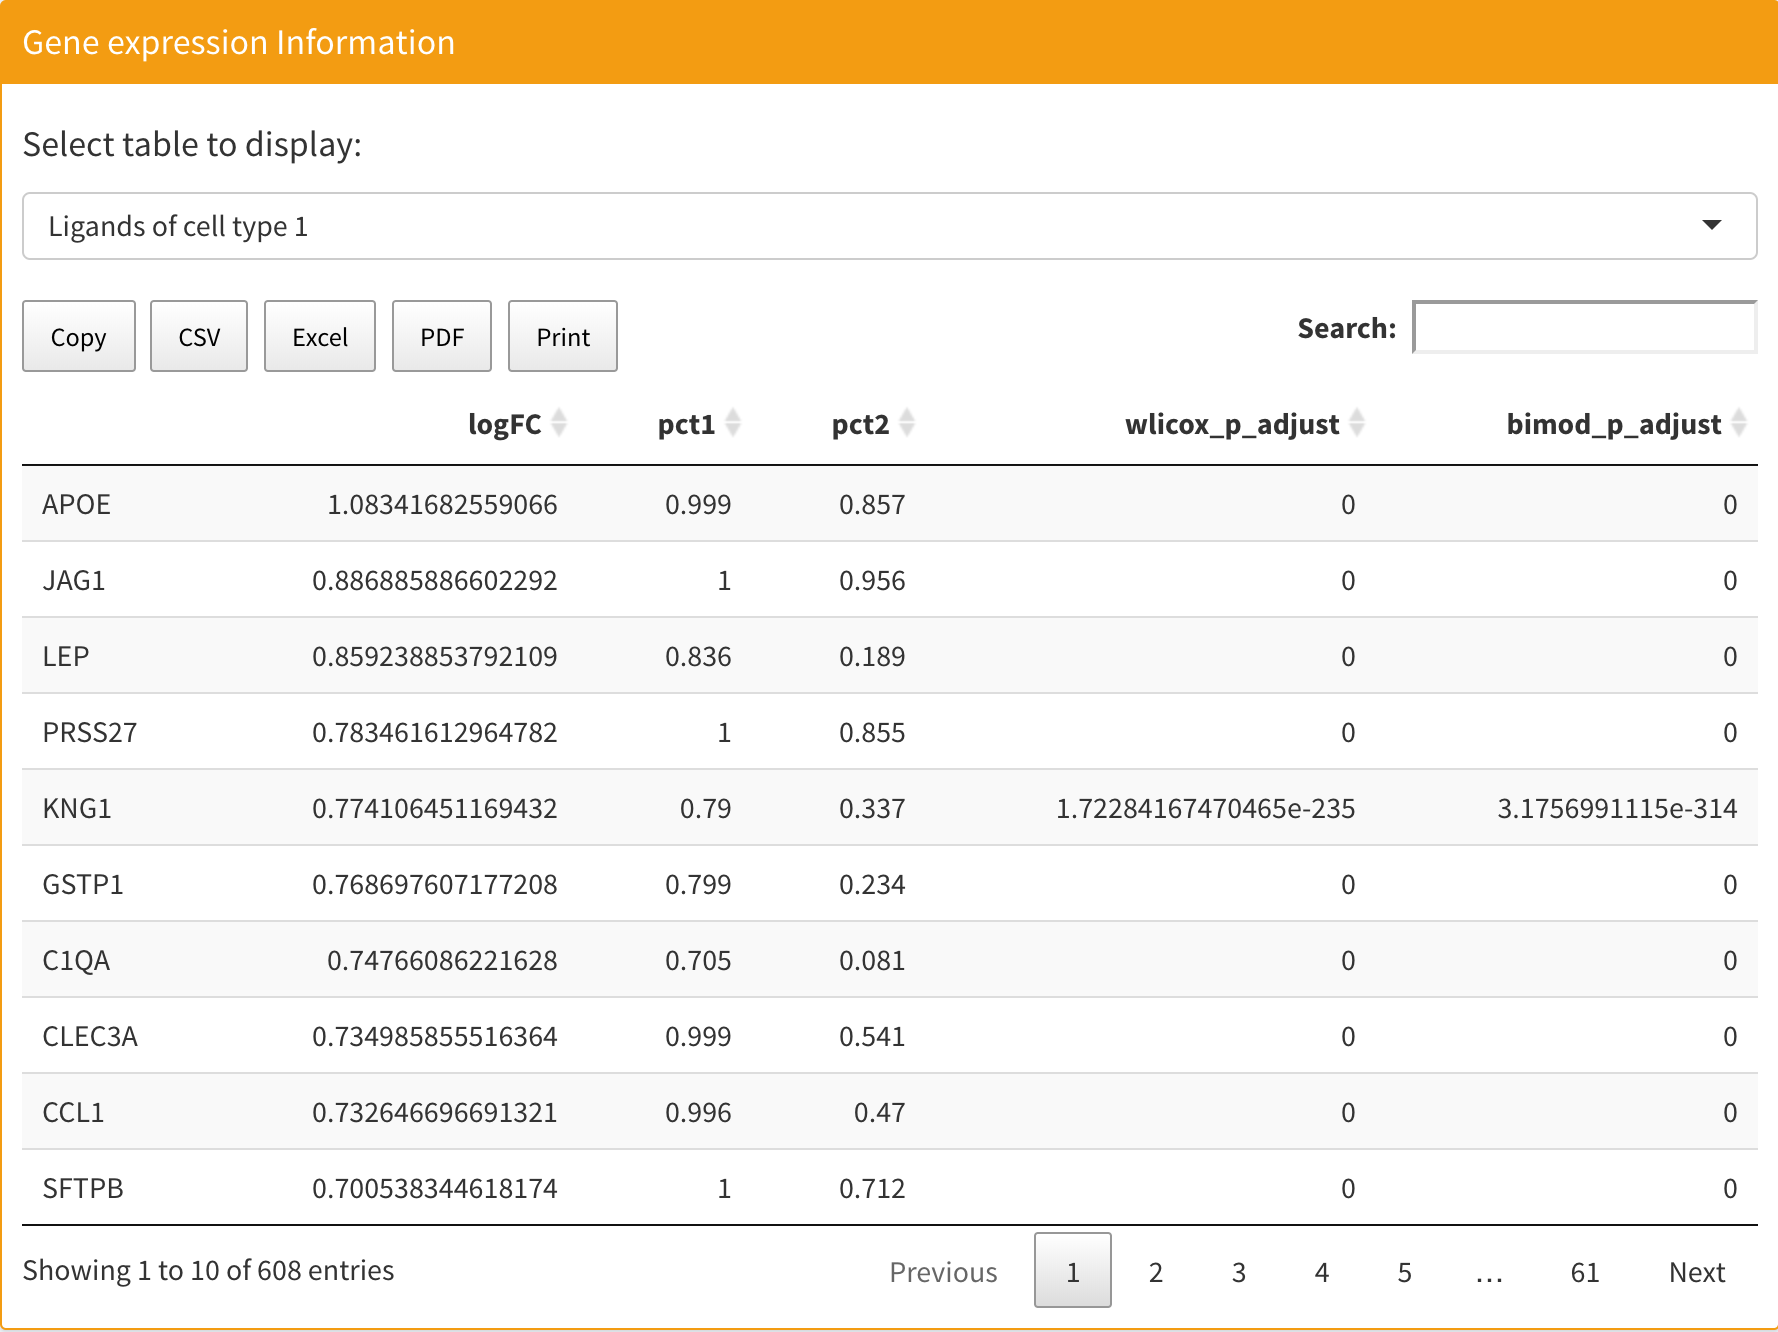 Gene expression Information
Select table to display:
Ligands of cell type 1
Copy CSV Excel PDF Print Search:
logFC pct1 pct2 wlicox_p_adjust bimod_p_adjust
APOE 1.08341682559066 0.999 0.857 0 0
JAG1 0.886885886602292 1 0.956 0 0
LEP 0.859238853792109 0.836 0.189 0 0
PRSS27 0.783461612964782 1 0.855 0 0
KNG1 0.774106451169432 0.79 0.337 1.72284167470465e-235 3.1756991115e-314
GSTP1 0.768697607177208 0.799 0.234 0 0
C1QA 0.74766086221628 0.705 0.081 0 0
CLEC3A 0.734985855516364 0.999 0.541 0 0
CCL1 0.732646696691321 0.996 0.47 0 0
SFTPB 0.700538344618174 1 0.712 0 0
Showing 1 to 10 of 608 entries Previous 1 2 3 4 5 … 61 Next